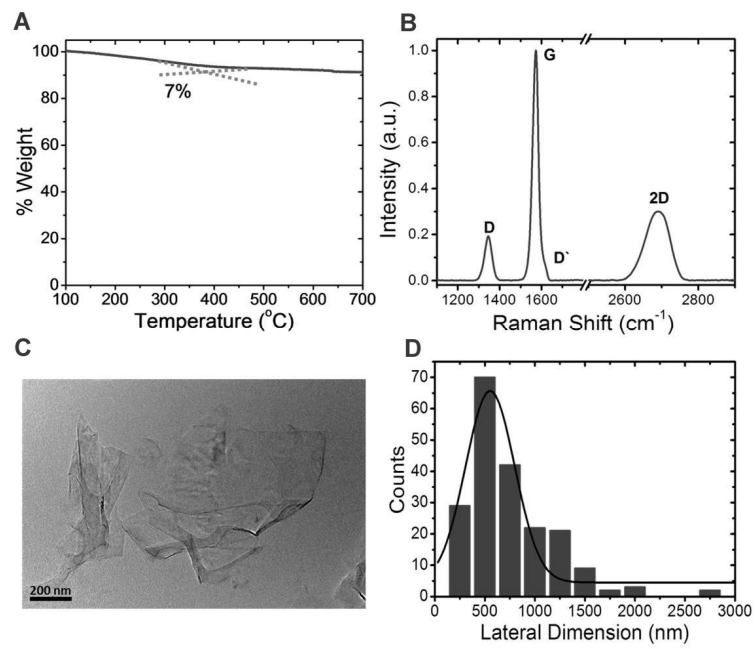 A
100
80
60
40
20
0
7%
% Weight
100 200 300 400 500 600 700
Temperature (°C)
B
1.0
0.8
0.6
0.4
0.2
0.0
G
D
D`
2D
Intensity (a.u.)
1200 1400 1600 2600 2800
Raman Shift (cm-1)
C
200 nm
D
70
60
50
40
30
20
10
0
Counts
0 500 1000 1500 2000 2500 3000
Lateral Dimension (nm)